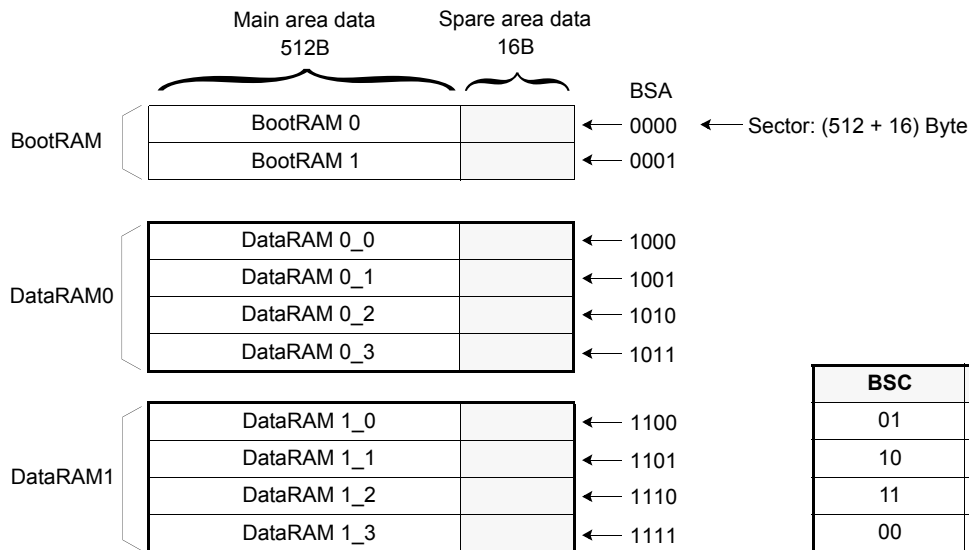 Main area data Spare area data
512B 16B
BSA
BootRAM
BootRAM 0 0000 Sector: (512 + 16) Byte
BootRAM 1 0001
DataRAM0
DataRAM 0_0 1000
DataRAM 0_1 1001
DataRAM 0_2 1010
DataRAM 0_3 1011
DataRAM1
DataRAM 1_0 1100
DataRAM 1_1 1101
DataRAM 1_2 1110
DataRAM 1_3 1111
BSC
01
10
11
00